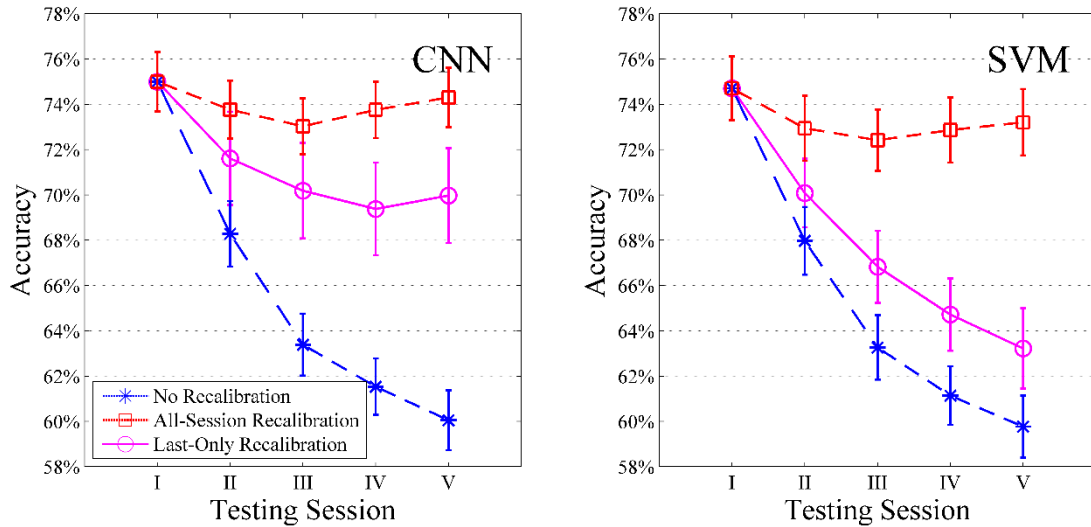 78%
76%
74%
72%
70%
68%
66%
64%
62%
60%
58%
Accuracy
CNN
No Recalibration
All-Session Recalibration
Last-Only Recalibration
I II III IV V
Testing Session
78%
76%
74%
72%
70%
68%
66%
64%
62%
60%
58%
Accuracy
SVM
I II III IV V
Testing Session